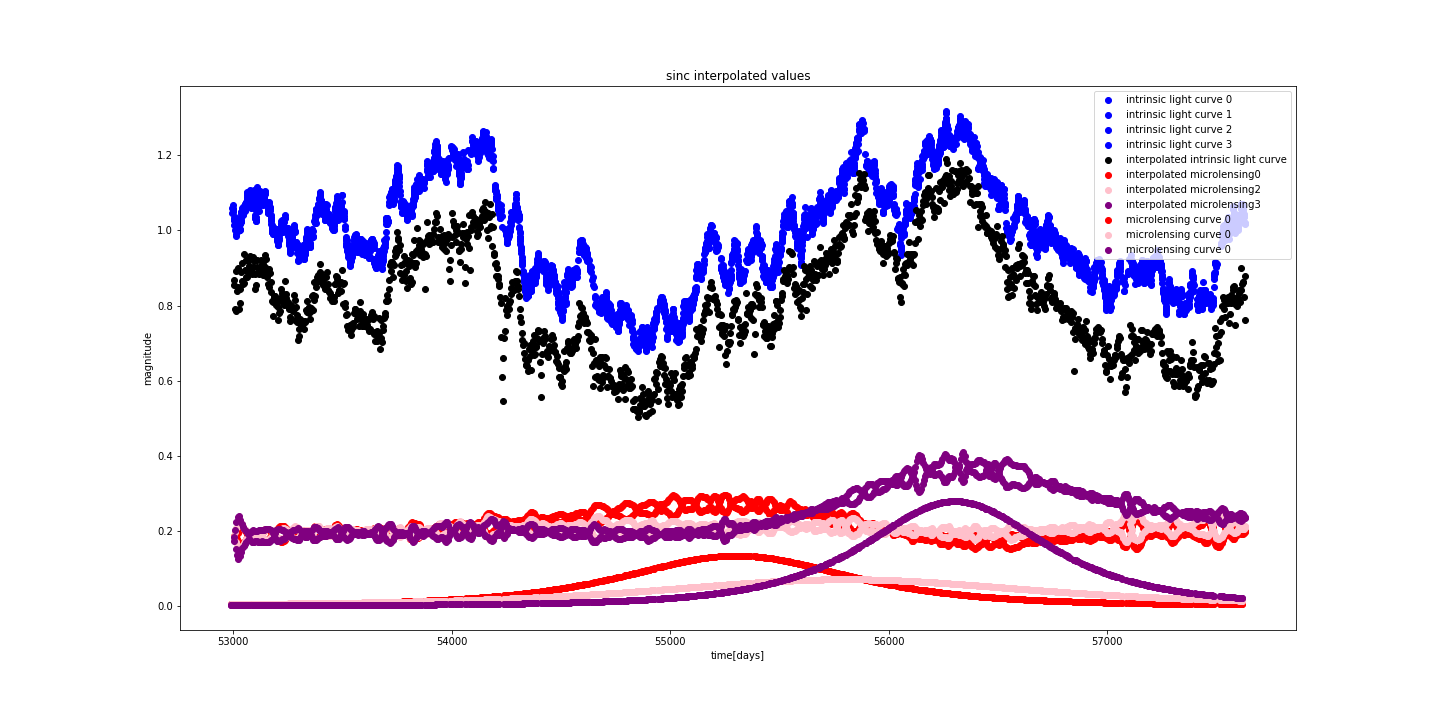 sinc interpolated values
intrinsic light curve 0
intrinsic light curve 1
intrinsic light curve 2
intrinsic light curve 3
interpolated intrinsic light curve
interpolated microlensing0
interpolated microlensing2
interpolated microlensing3
microlensing curve 0
microlensing curve 0
microlensing curve 0
1.2
1.0
0.8
0.6
0.4
0.2
0.0
magnitude
53000
54000
55000
56000
57000
time[days]